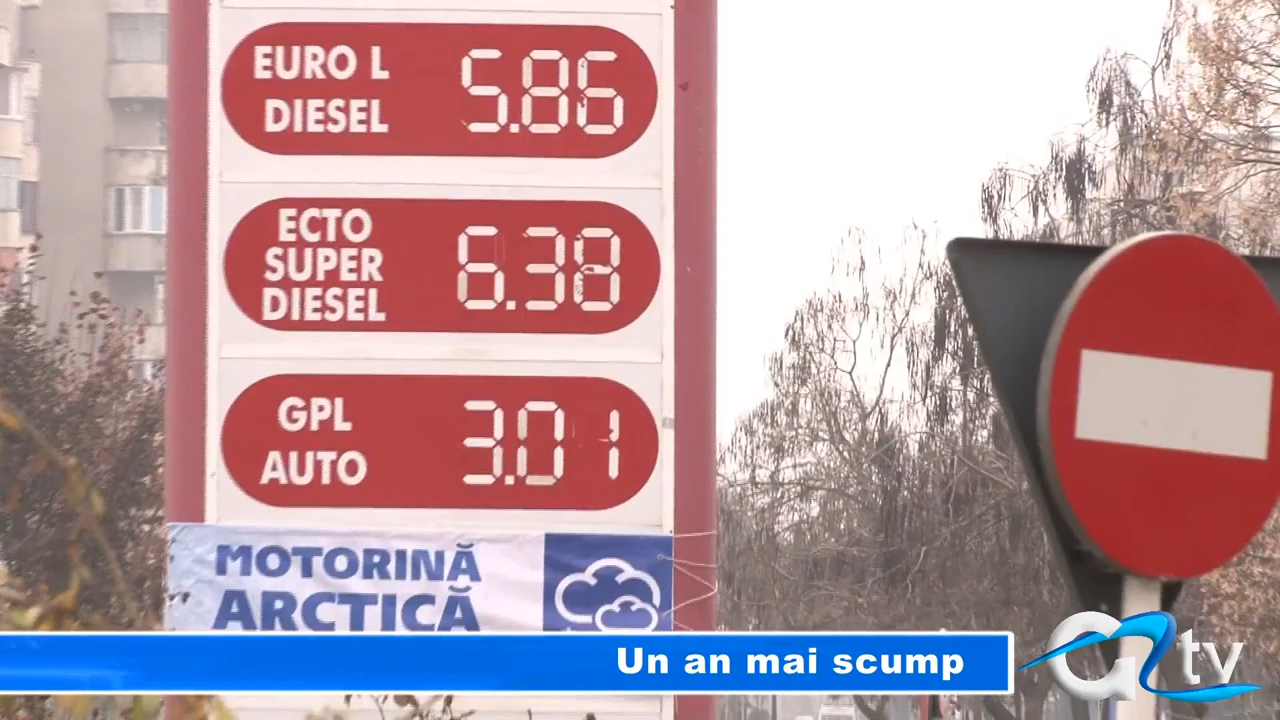 EURO L
DIESEL
5.86
ECTO
SUPER
DIESEL
6.38
GPL
AUTO
3.01
MOTORINĂ
ARCTICĂ
Un an mai scump
a2 tv